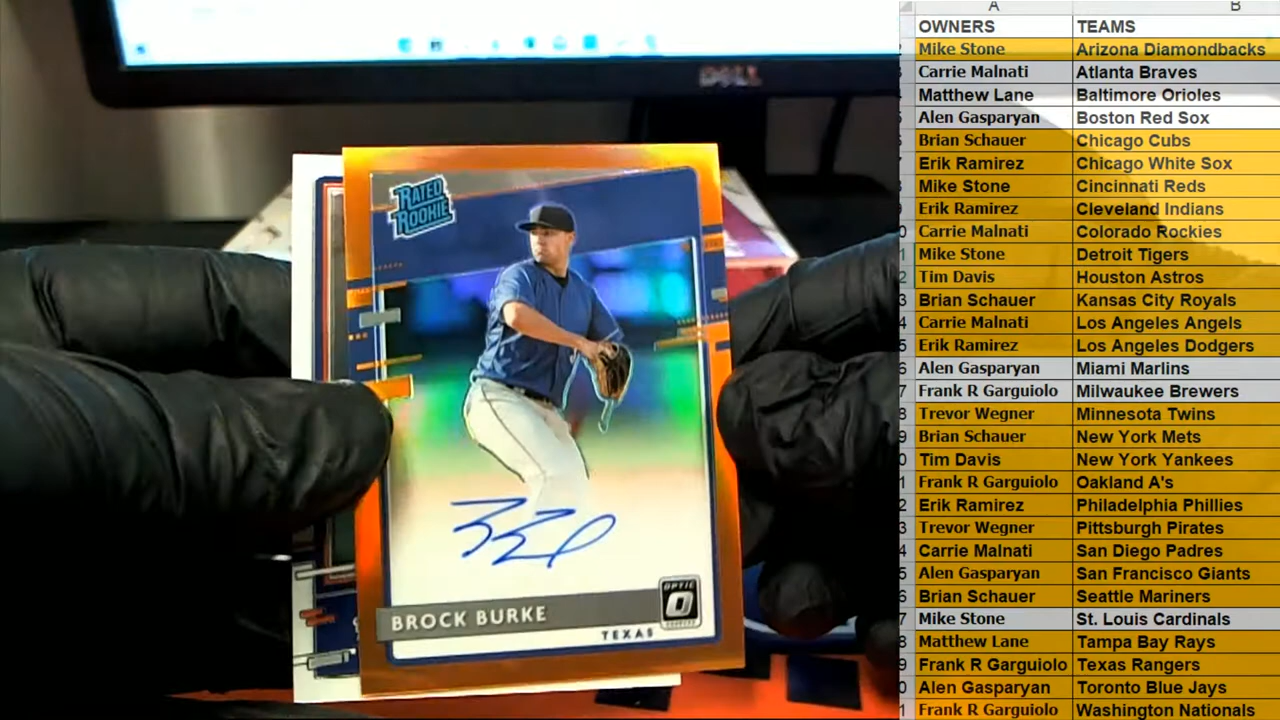 DELL
RATED
ROOKIE
BROCK BURKE
TEXAS
OPTIC
A B
OWNERS TEAMS
Mike Stone Arizona Diamondbacks
Carrie Malnati Atlanta Braves
Matthew Lane Baltimore Orioles
Alen Gasparyan Boston Red Sox
Brian Schauer Chicago Cubs
Erik Ramirez Chicago White Sox
Mike Stone Cincinnati Reds
Erik Ramirez Cleveland Indians
Carrie Malnati Colorado Rockies
Mike Stone Detroit Tigers
Tim Davis Houston Astros
Brian Schauer Kansas City Royals
Carrie Malnati Los Angeles Angels
Erik Ramirez Los Angeles Dodgers
Alen Gasparyan Miami Marlins
Frank R Garguiolo Milwaukee Brewers
Trevor Wegner Minnesota Twins
Brian Schauer New York Mets
Tim Davis New York Yankees
Frank R Garguiolo Oakland A's
Erik Ramirez Philadelphia Phillies
Trevor Wegner Pittsburgh Pirates
Carrie Malnati San Diego Padres
Alen Gasparyan San Francisco Giants
Brian Schauer Seattle Mariners
Mike Stone St. Louis Cardinals
Matthew Lane Tampa Bay Rays
Frank R Garguiolo Texas Rangers
Alen Gasparyan Toronto Blue Jays
Frank R Garguiolo Washington Nationals